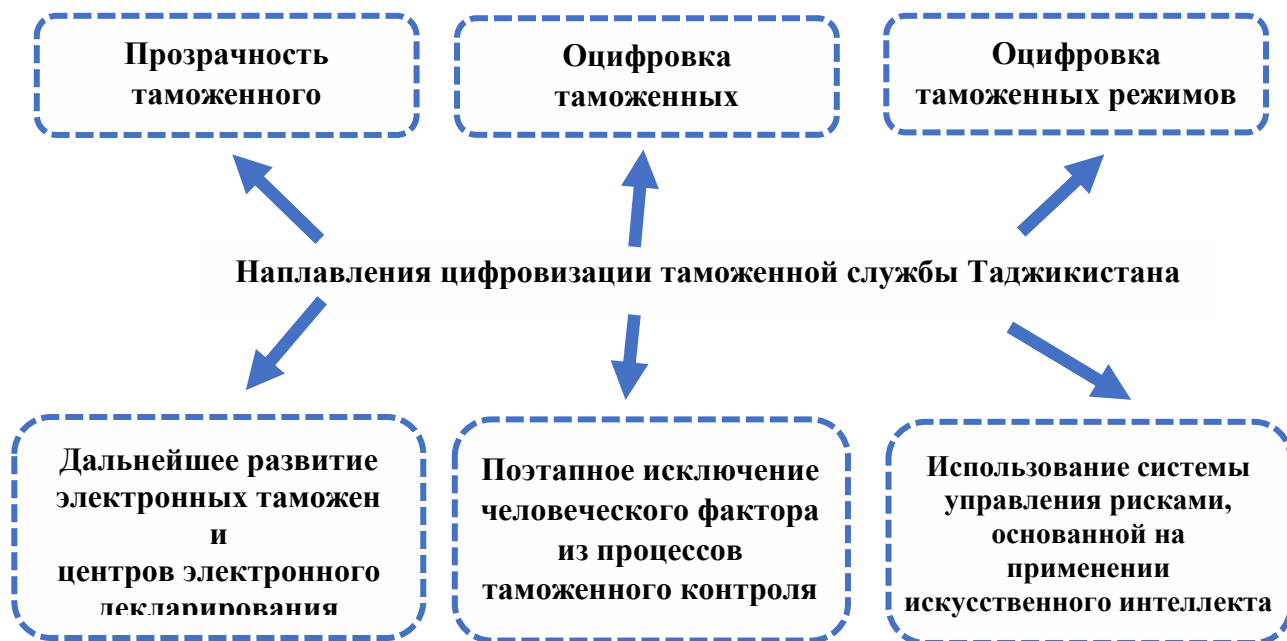 Прозрачность
таможенного
Оцифровка
таможенных
Оцифровка
таможенных режимов
Наплавления цифровизации таможенной службы Таджикистана
Дальнейшее развитие
электронных таможен
и
центров электронного
декларирования
Поэтапное исключение
человеческого фактора
из процессов
таможенного контроля
Использование системы
управления рисками,
основанной на
применении
искусственного интеллекта